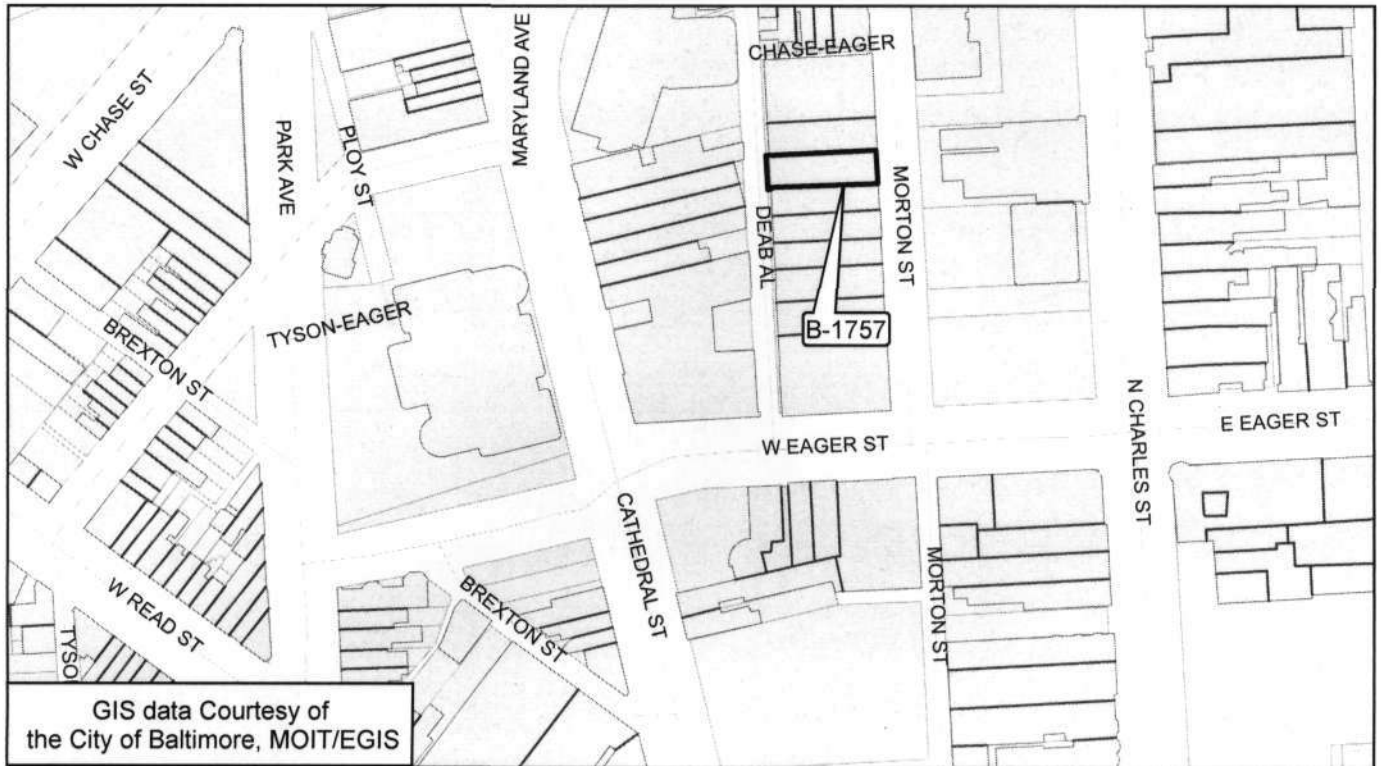 CHASE-EAGER
MARYLAND AVE
W CHASE ST
PARK AVE
PLOY ST
MORTON ST
DEAB AL
B-1757
TYSON-EAGER
BREXTON ST
N CHARLES ST
E EAGER ST
W EAGER ST
CATHEDRAL ST
MORTON ST
BREXTON ST
W READ ST
TYSO
GIS data Courtesy of
the City of Baltimore, MOIT/EGIS